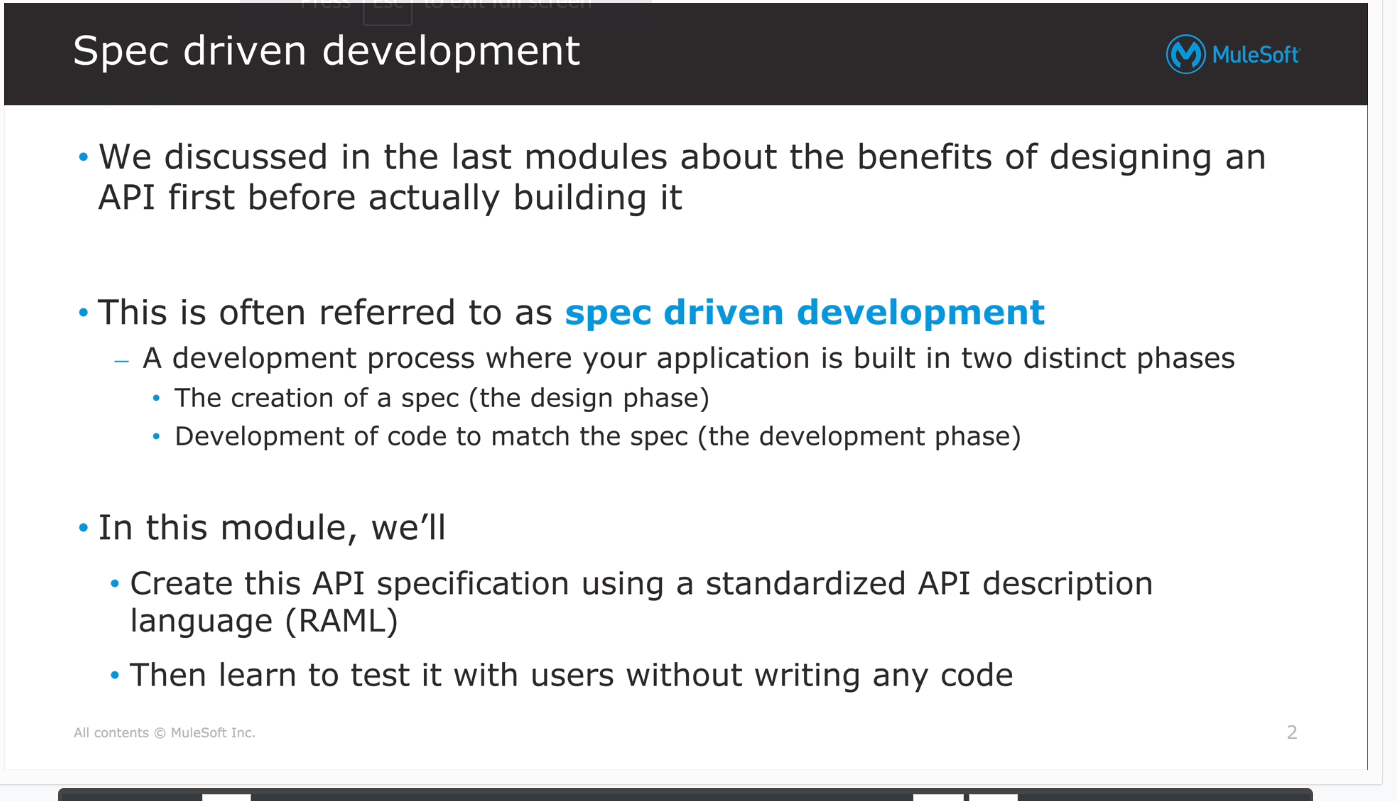 Press Esc to exit full screen
Spec driven development
MuleSoft
• We discussed in the last modules about the benefits of designing an
API first before actually building it
• This is often referred to as spec driven development
– A development process where your application is built in two distinct phases
• The creation of a spec (the design phase)
• Development of code to match the spec (the development phase)
• In this module, we’ll
• Create this API specification using a standardized API description
language (RAML)
• Then learn to test it with users without writing any code
All contents © MuleSoft Inc.
2